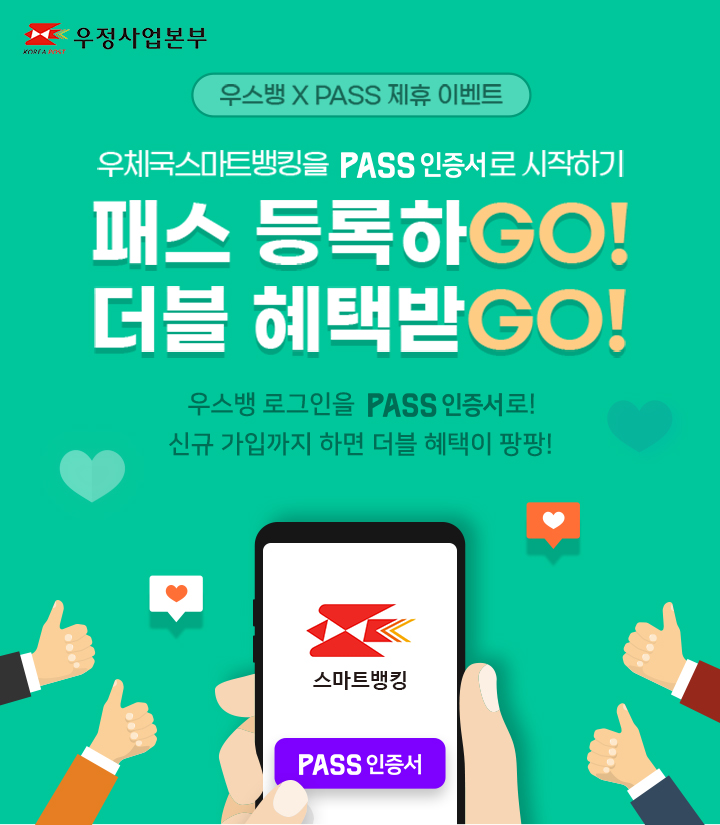 KOREA POST 우정사업본부
우스뱅 X PASS 제휴 이벤트
우체국스마트뱅킹을 PASS 인증서로 시작하기
패스 등록하GO!
더블 혜택받GO!
우스뱅 로그인을 PASS 인증서로!
신규 가입까지 하면 더블 혜택이 팡팡!
스마트뱅킹
PASS 인증서